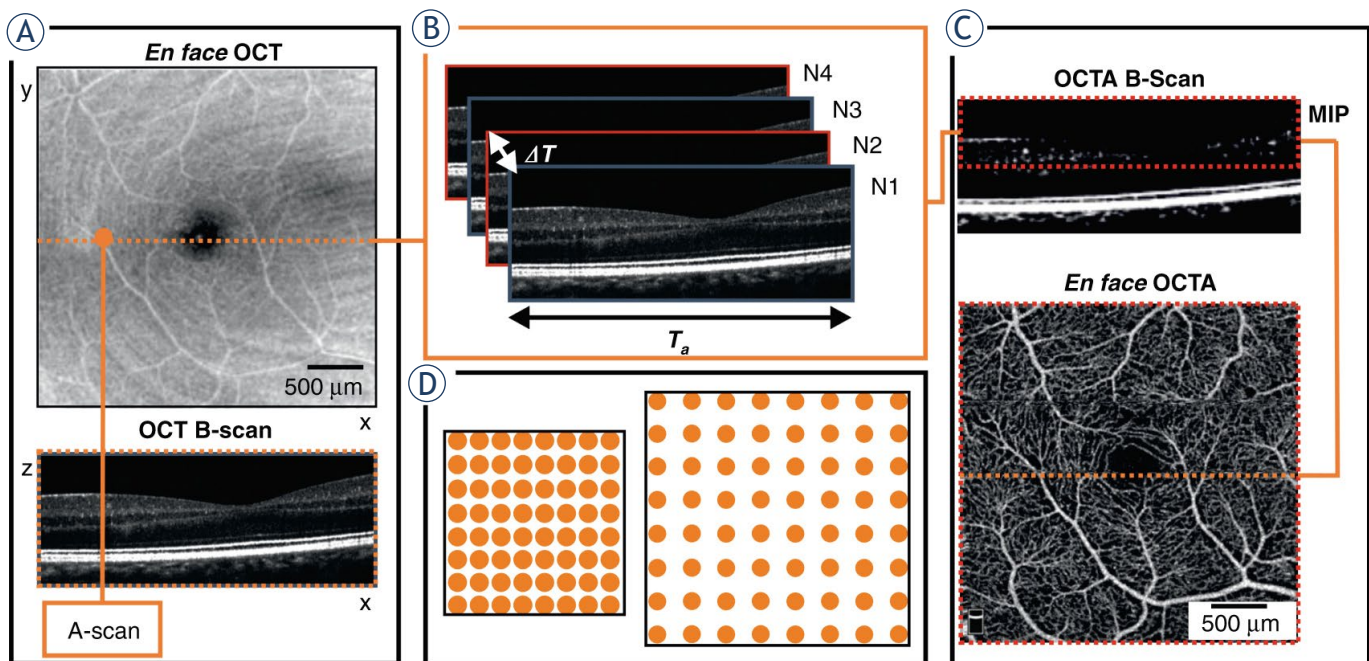 A
En face OCT
y
500 µm
x
OCT B-scan
z
x
A-scan
B
N4
N3
N2
N1
ΔT
Ta
C
OCTA B-Scan
MIP
En face OCTA
500 µm
D